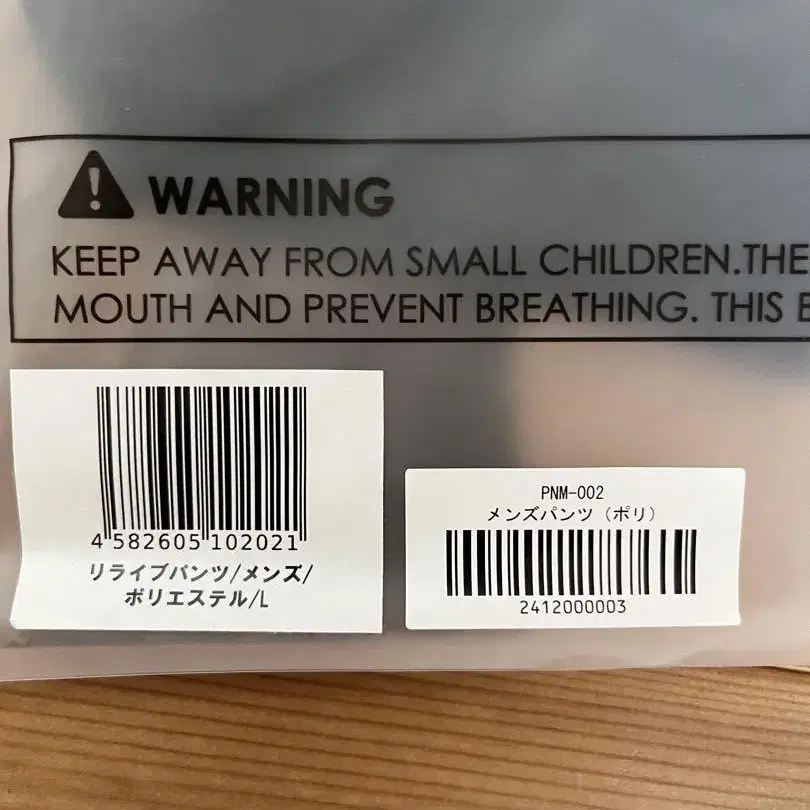 WARNING
KEEP AWAY FROM SMALL CHILDREN.THE
MOUTH AND PREVENT BREATHING. THIS
4 582605 102021
リライブパンツ/メンズ/
ポリエステル/L
PNM-002
メンズパンツ（ポリ）
2412000003